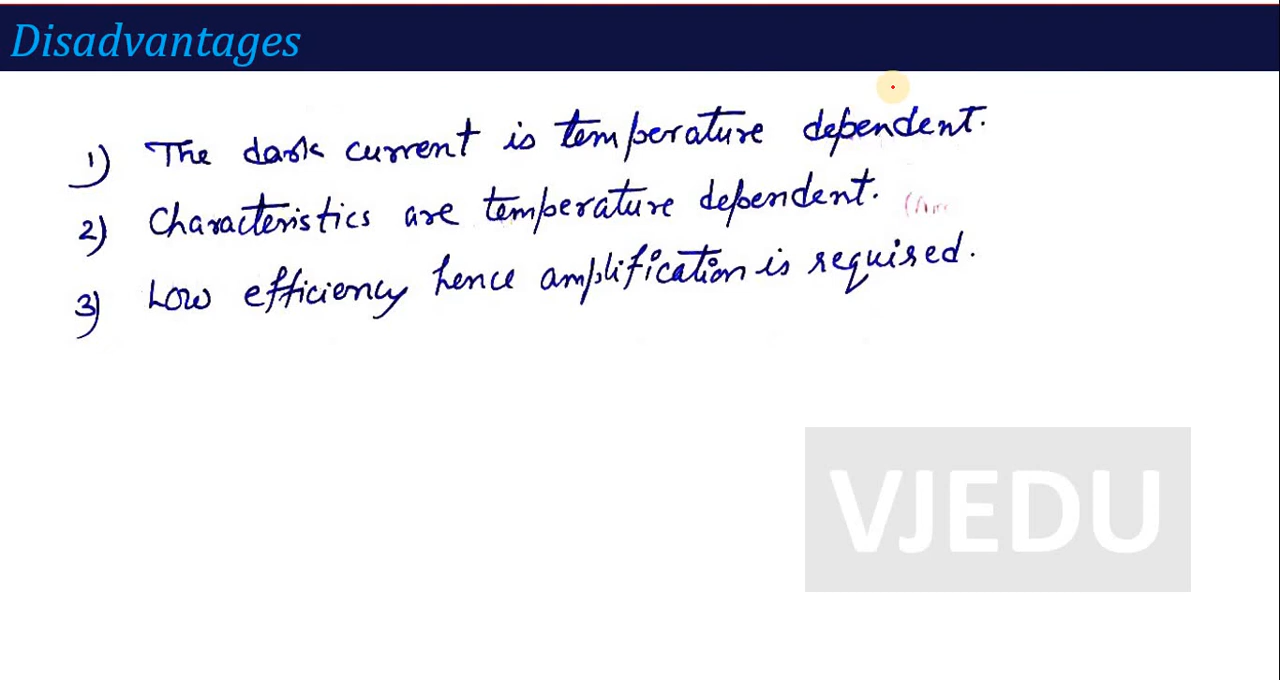 Disadvantages
1) The dark current is temperature dependent.
2) Characteristics are temperature dependent.
3) Low efficiency hence amplification is required.
VJEDU